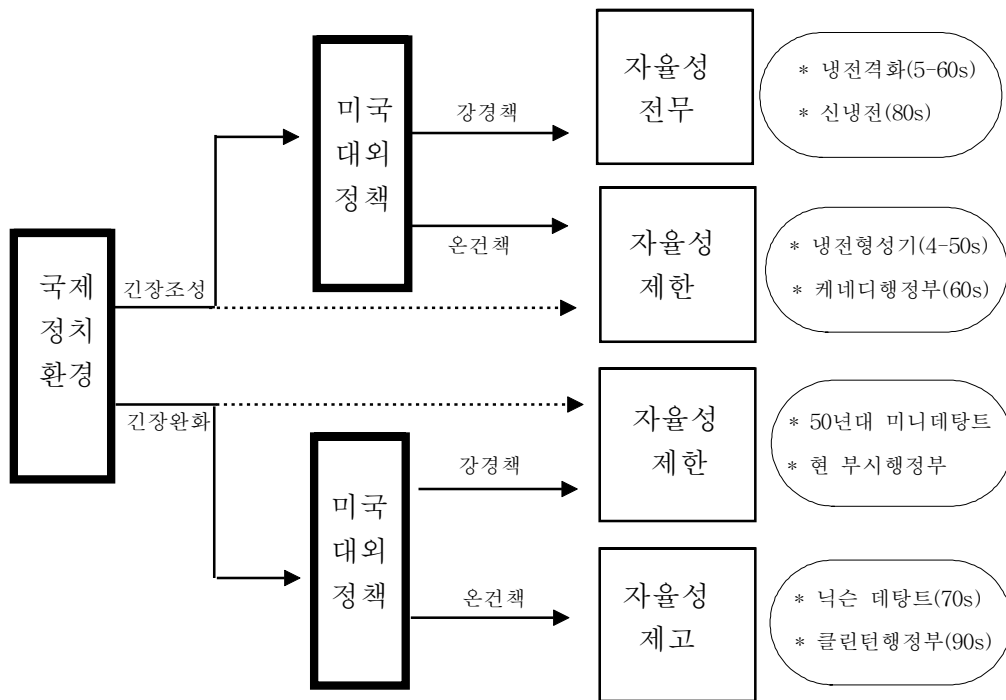 국제
정치
환경
긴장조성
긴장완화
미국
대외
정책
강경책
온건책
미국
대외
정책
강경책
온건책
자율성
전무
* 냉전격화(5-60s)
* 신냉전(80s)
자율성
제한
* 냉전형성기(4-50s)
* 케네디행정부(60s)
자율성
제한
* 50년대 미니데탕트
* 현 부시행정부
자율성
제고
* 닉슨 데탕트(70s)
* 클린턴행정부(90s)